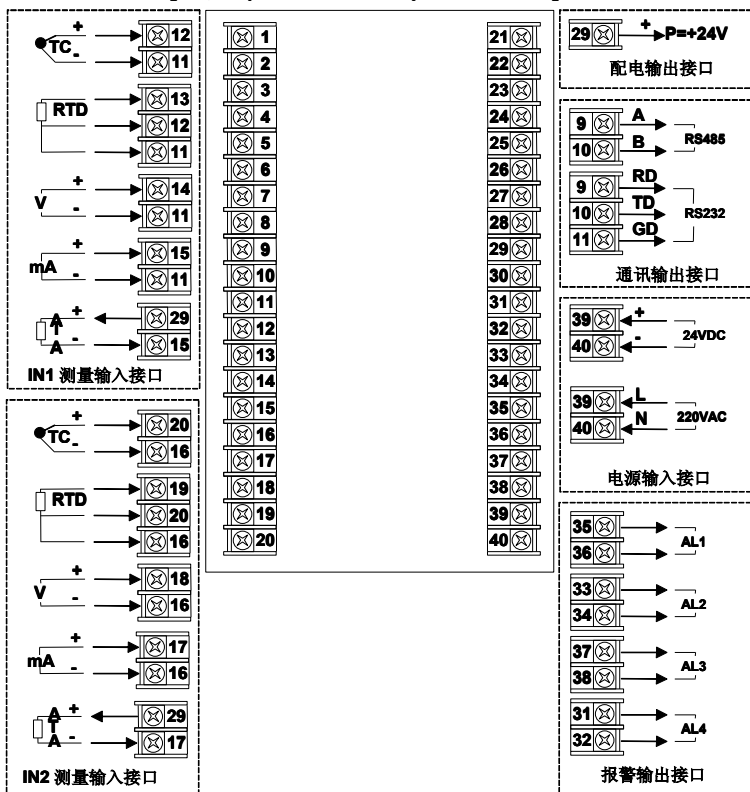 TC + 12
- 11
RTD 13
12
11
V + 14
- 11
mA + 15
- 11
ATA + 29
- 15
IN1 测量输入接口
TC + 20
- 16
RTD 19
20
16
V + 18
- 16
mA + 17
- 16
ATA + 29
- 17
IN2 测量输入接口
1
2
3
4
5
6
7
8
9
10
11
12
13
14
15
16
17
18
19
20
21
22
23
24
25
26
27
28
29
30
31
32
33
34
35
36
37
38
39
40
29 + P=+24V
配电输出接口
9 A
10 B
RS485
9 RD
10 TD
11 GD
RS232
通讯输出接口
39 +
40 -
24VDC
39 L
40 N
220VAC
电源输入接口
35
36
AL1
33
34
AL2
37
38
AL3
31
32
AL4
报警输出接口